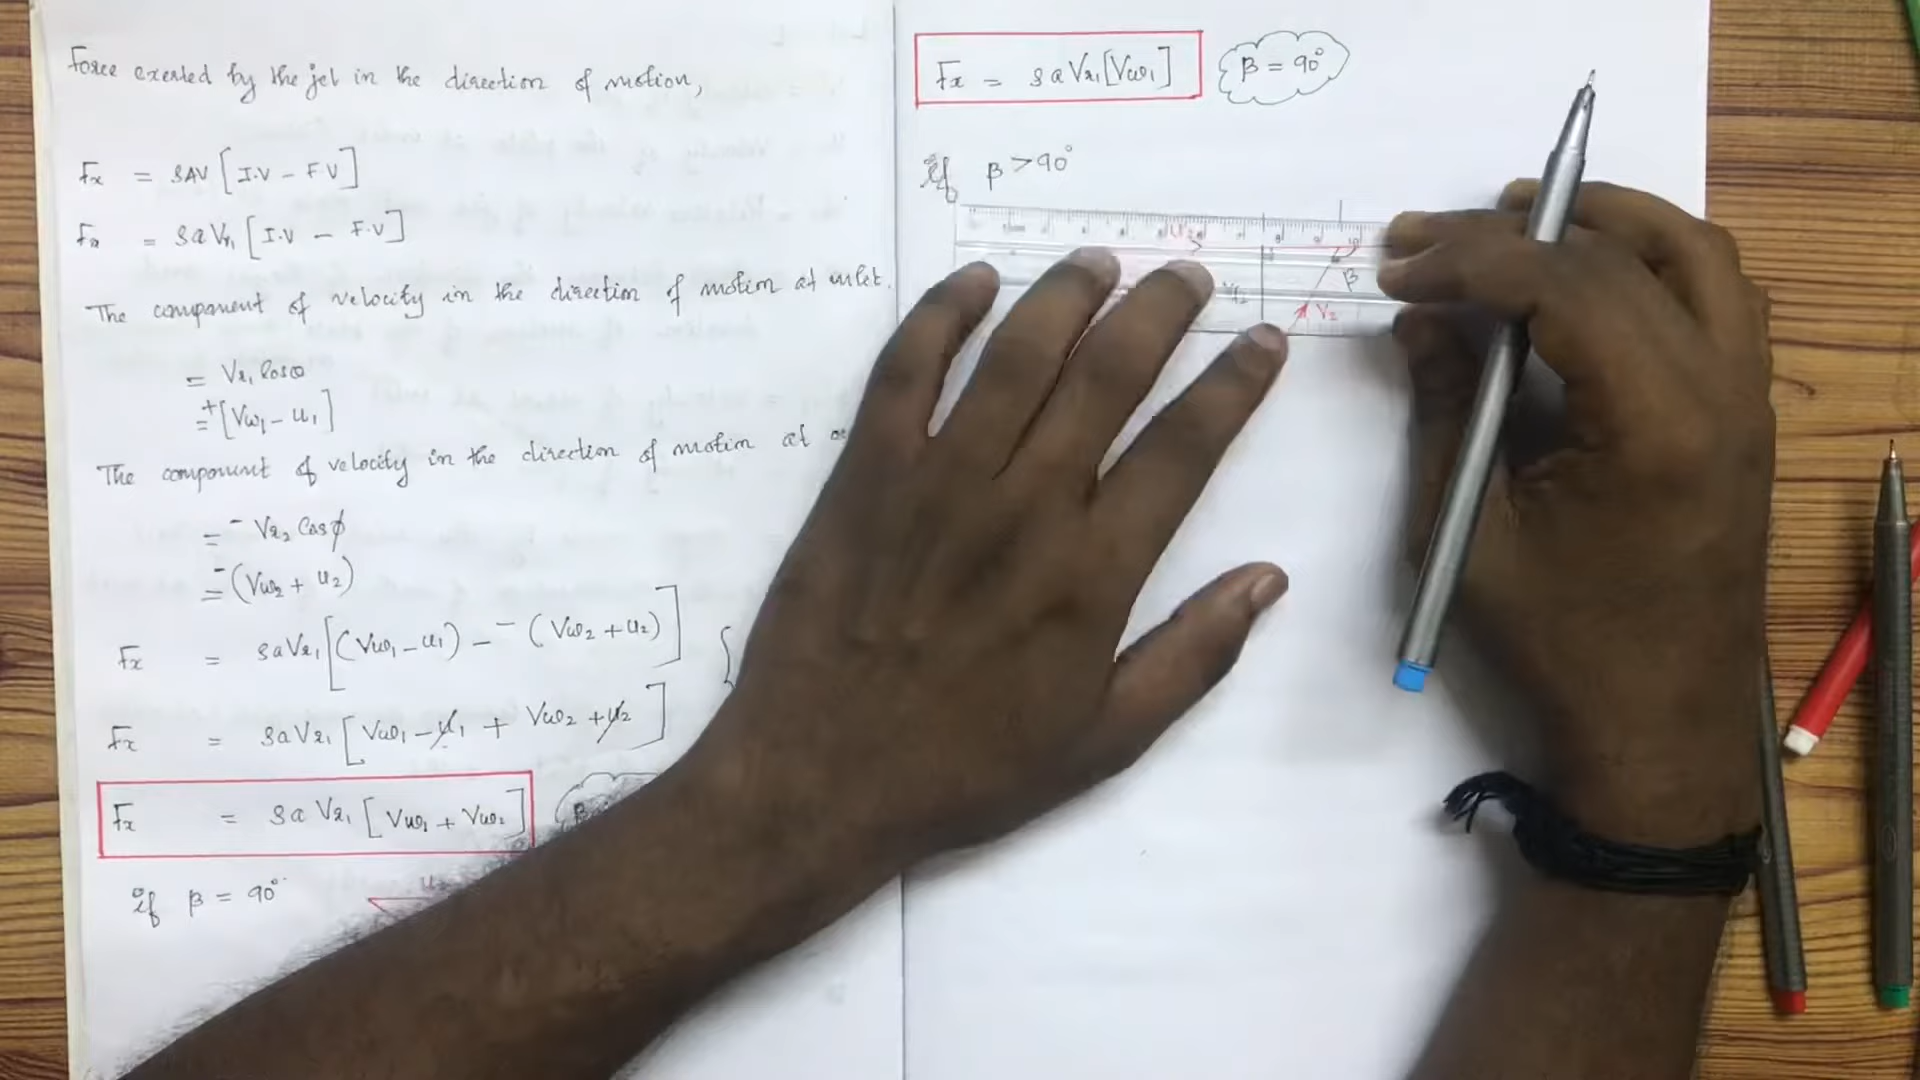 Force exerted by the jet in the direction of motion,
Fx = ρAV [I.V - F.V]
Fx = ρaVr1 [I.V - F.V]
The component of velocity in the direction of motion at inlet.
= Vr1 Cosθ
= +[Vw1 - u1]
The component of velocity in the direction of motion at
= - Vr2 Cosϕ
= -(Vw2 + u2)
Fx = ρaVr1 [(Vw1 - u1) - - (Vw2 + u2)] {
Fx = ρaVr1 [Vw1 - u1 + Vw2 + u2]
Fx = ρaVr1 [Vw1 + Vw2]
if β = 90°
u2
Fx = ρaVr1 [Vw1]
β = 90°
if β > 90°
β
V2